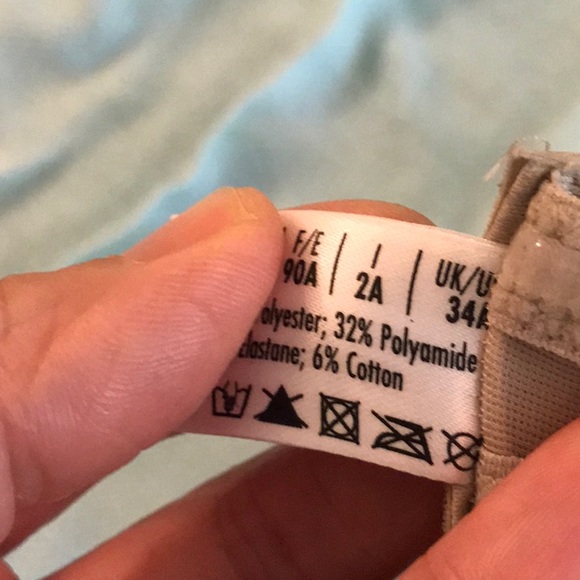 F/E | I | UK/U
90A 2A 34A
olyester; 32% Polyamide
lastane; 6% Cotton